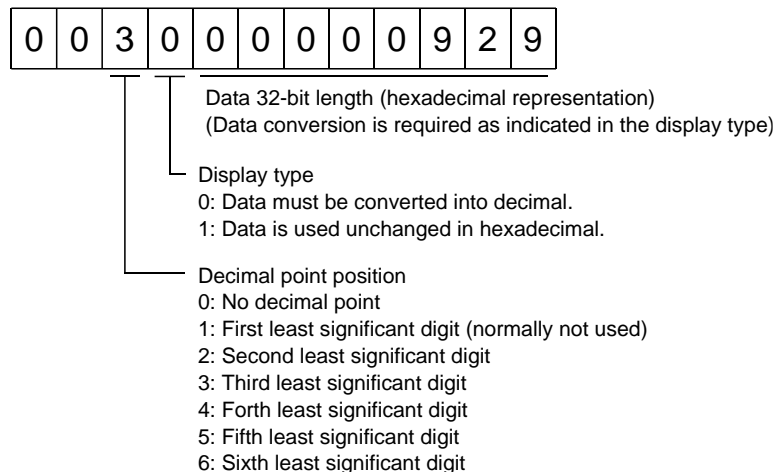 0 0 3 0 0 0 0 0 0 9 2 9
Data 32-bit length (hexadecimal representation)
(Data conversion is required as indicated in the display type)
Display type
0: Data must be converted into decimal.
1: Data is used unchanged in hexadecimal.
Decimal point position
0: No decimal point
1: First least significant digit (normally not used)
2: Second least significant digit
3: Third least significant digit
4: Forth least significant digit
5: Fifth least significant digit
6: Sixth least significant digit